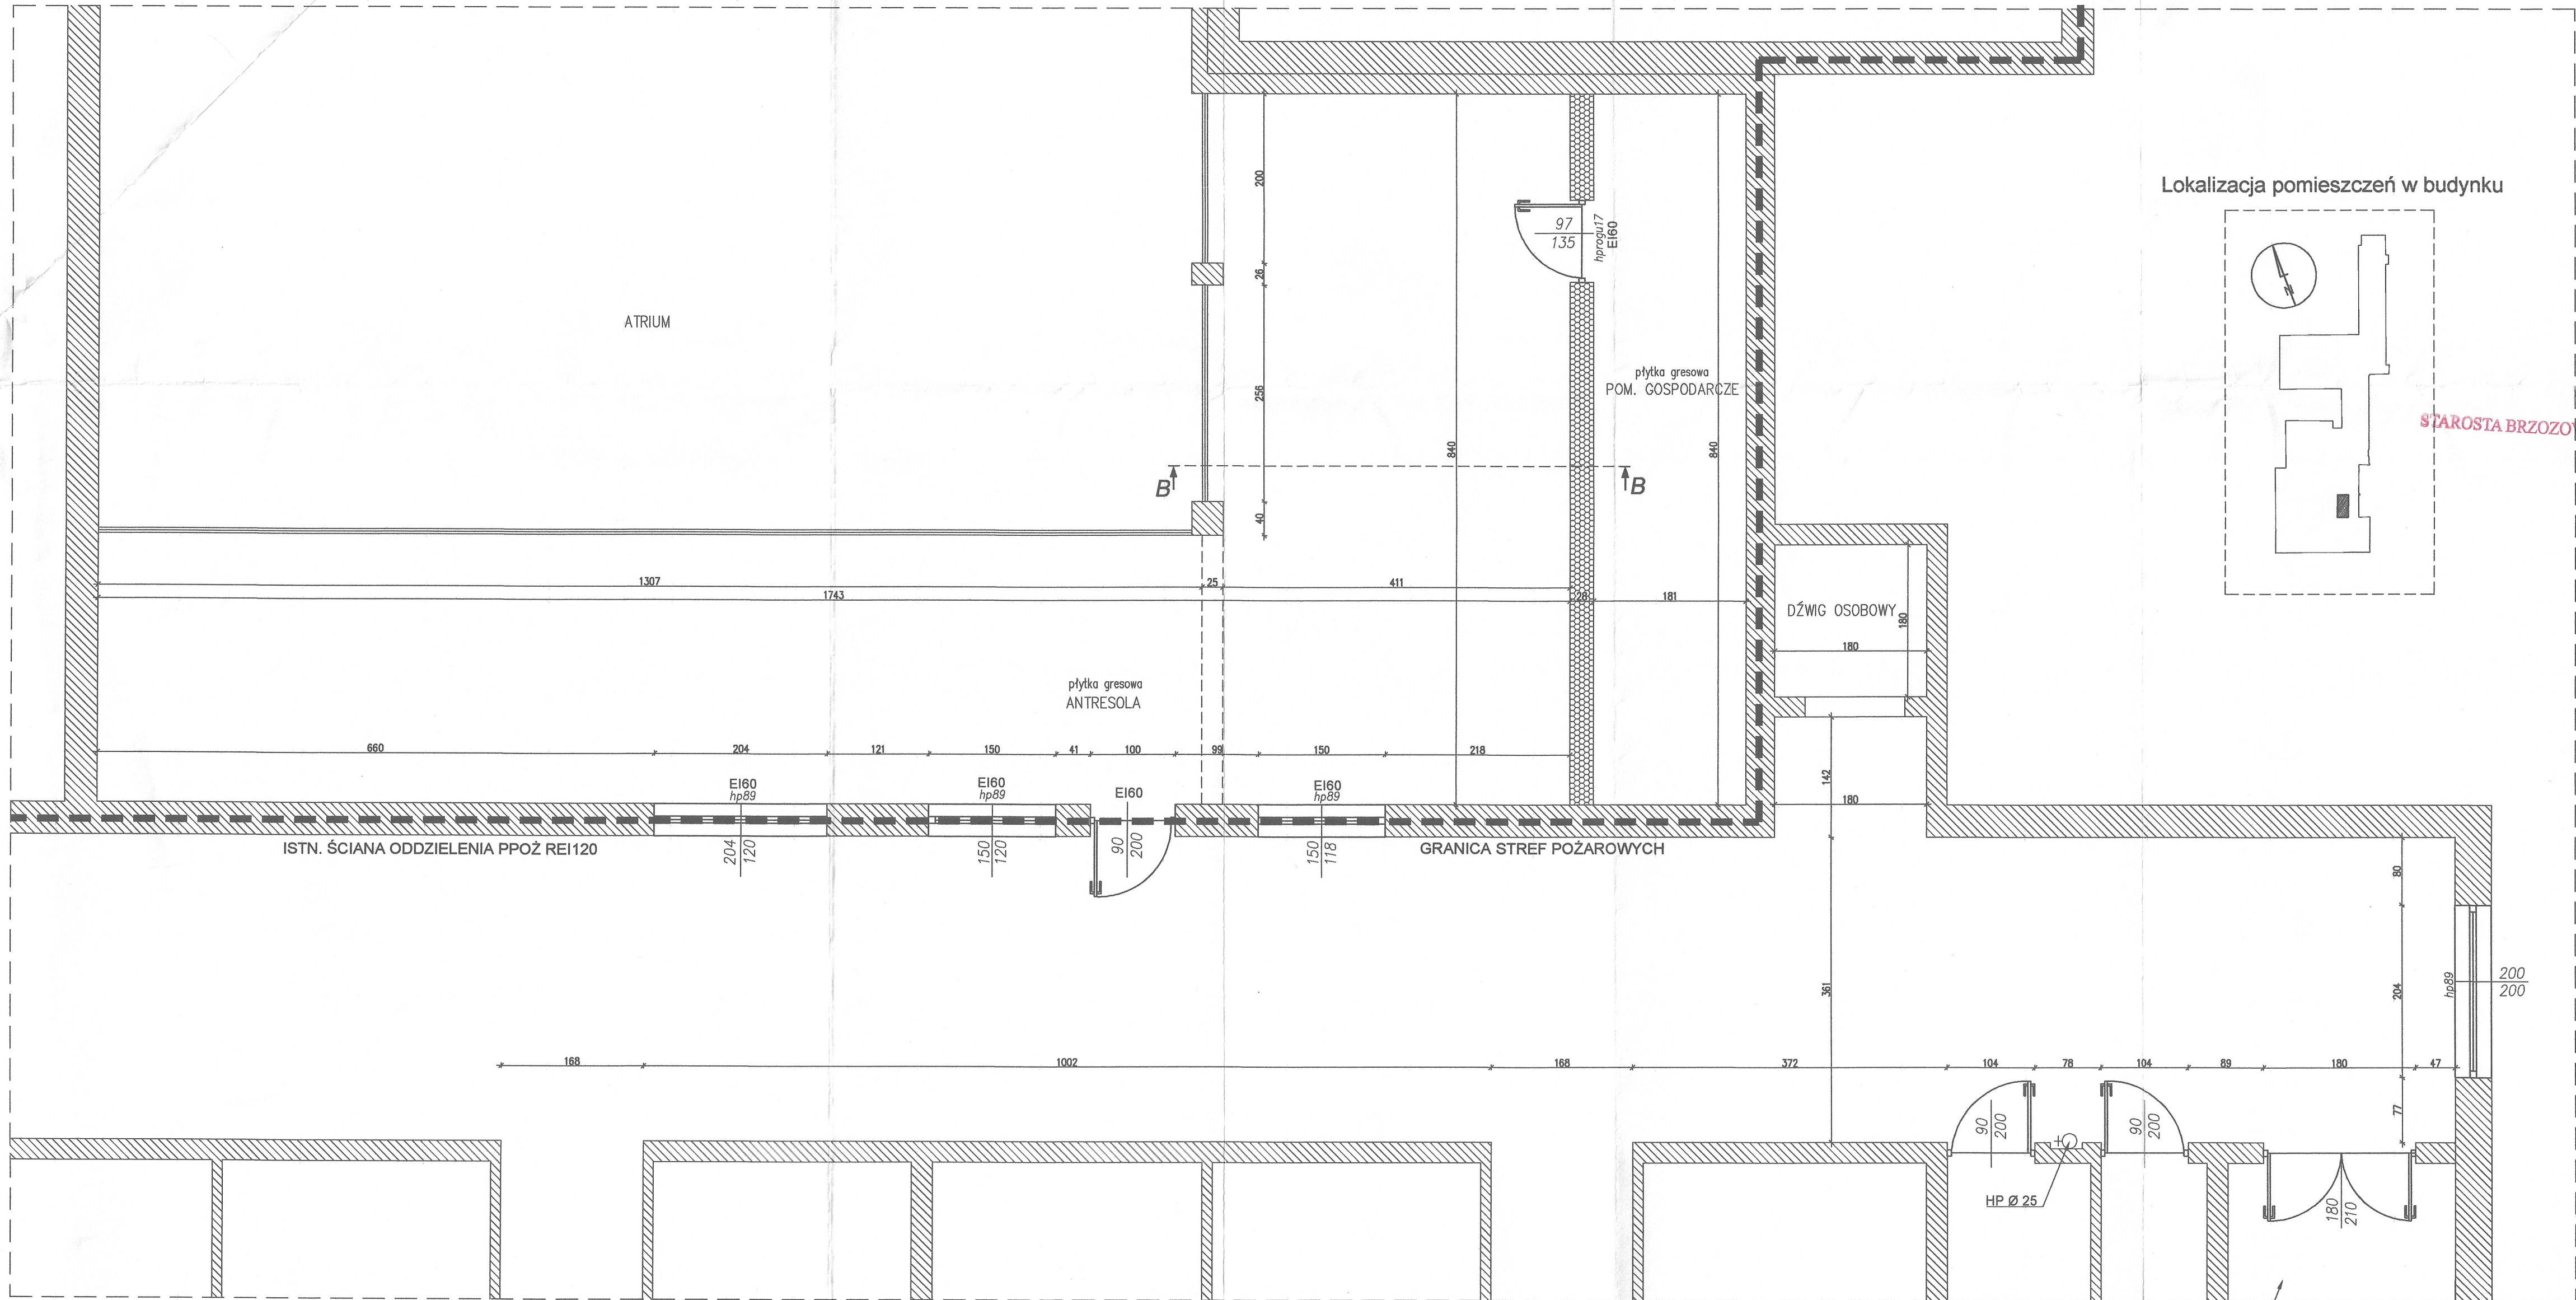 Lokalizacja pomieszczeń w budynku
N
STAROSTA
ATRIUM
200
26
256
40
97
135
hprogu17
EI60
840
840
płytka gresowa
POM. GOSPODARCZE
B
B
1307
25
411
1743
28
181
DŹWIG OSOBOWY
180
180
płytka gresowa
ANTRESOLA
660
204
121
150
41
100
99
150
218
142
180
EI60
hp89
EI60
hp89
EI60
EI60
hp89
204
120
150
120
90
200
150
118
ISTN. ŚCIANA ODDZIELENIA PPOŻ REI120
GRANICA STREF POŻAROWYCH
80
361
204
hp89
200
200
168
1002
168
372
104
78
104
89
180
47
77
90
200
90
200
HP Ø 25
180
210